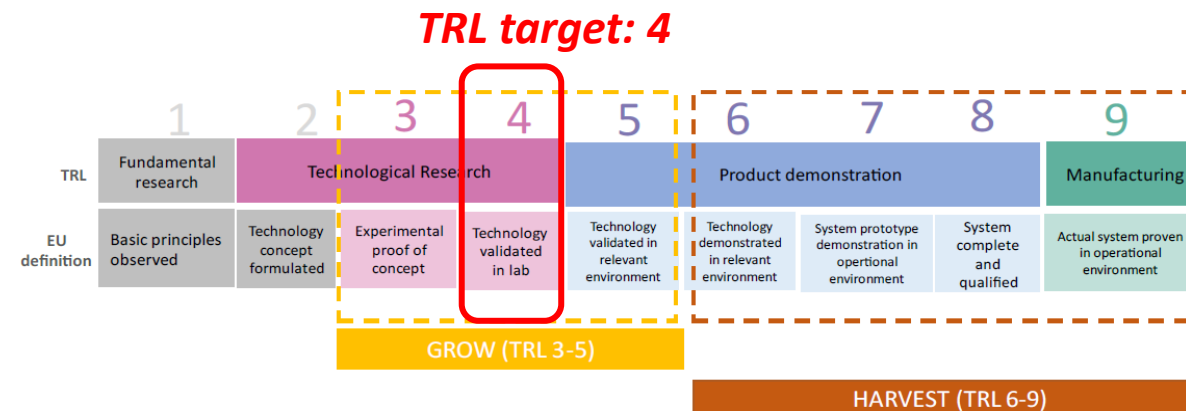 TRL target: 4
1 2 3 4 5 6 7 8 9
TRL
Fundamental
research
Technological Research
Product demonstration
Manufacturing
EU
definition
Basic principles
observed
Technology
concept
formulated
Experimental
proof of
concept
Technology
validated
in lab
Technology
validated in
relevant
environment
Technology
demonstrated
in relevant
environment
System prototype
demonstration in
opertional
environment
System
complete
and
qualified
Actual system proven
in operational
environment
GROW (TRL 3-5)
HARVEST (TRL 6-9)